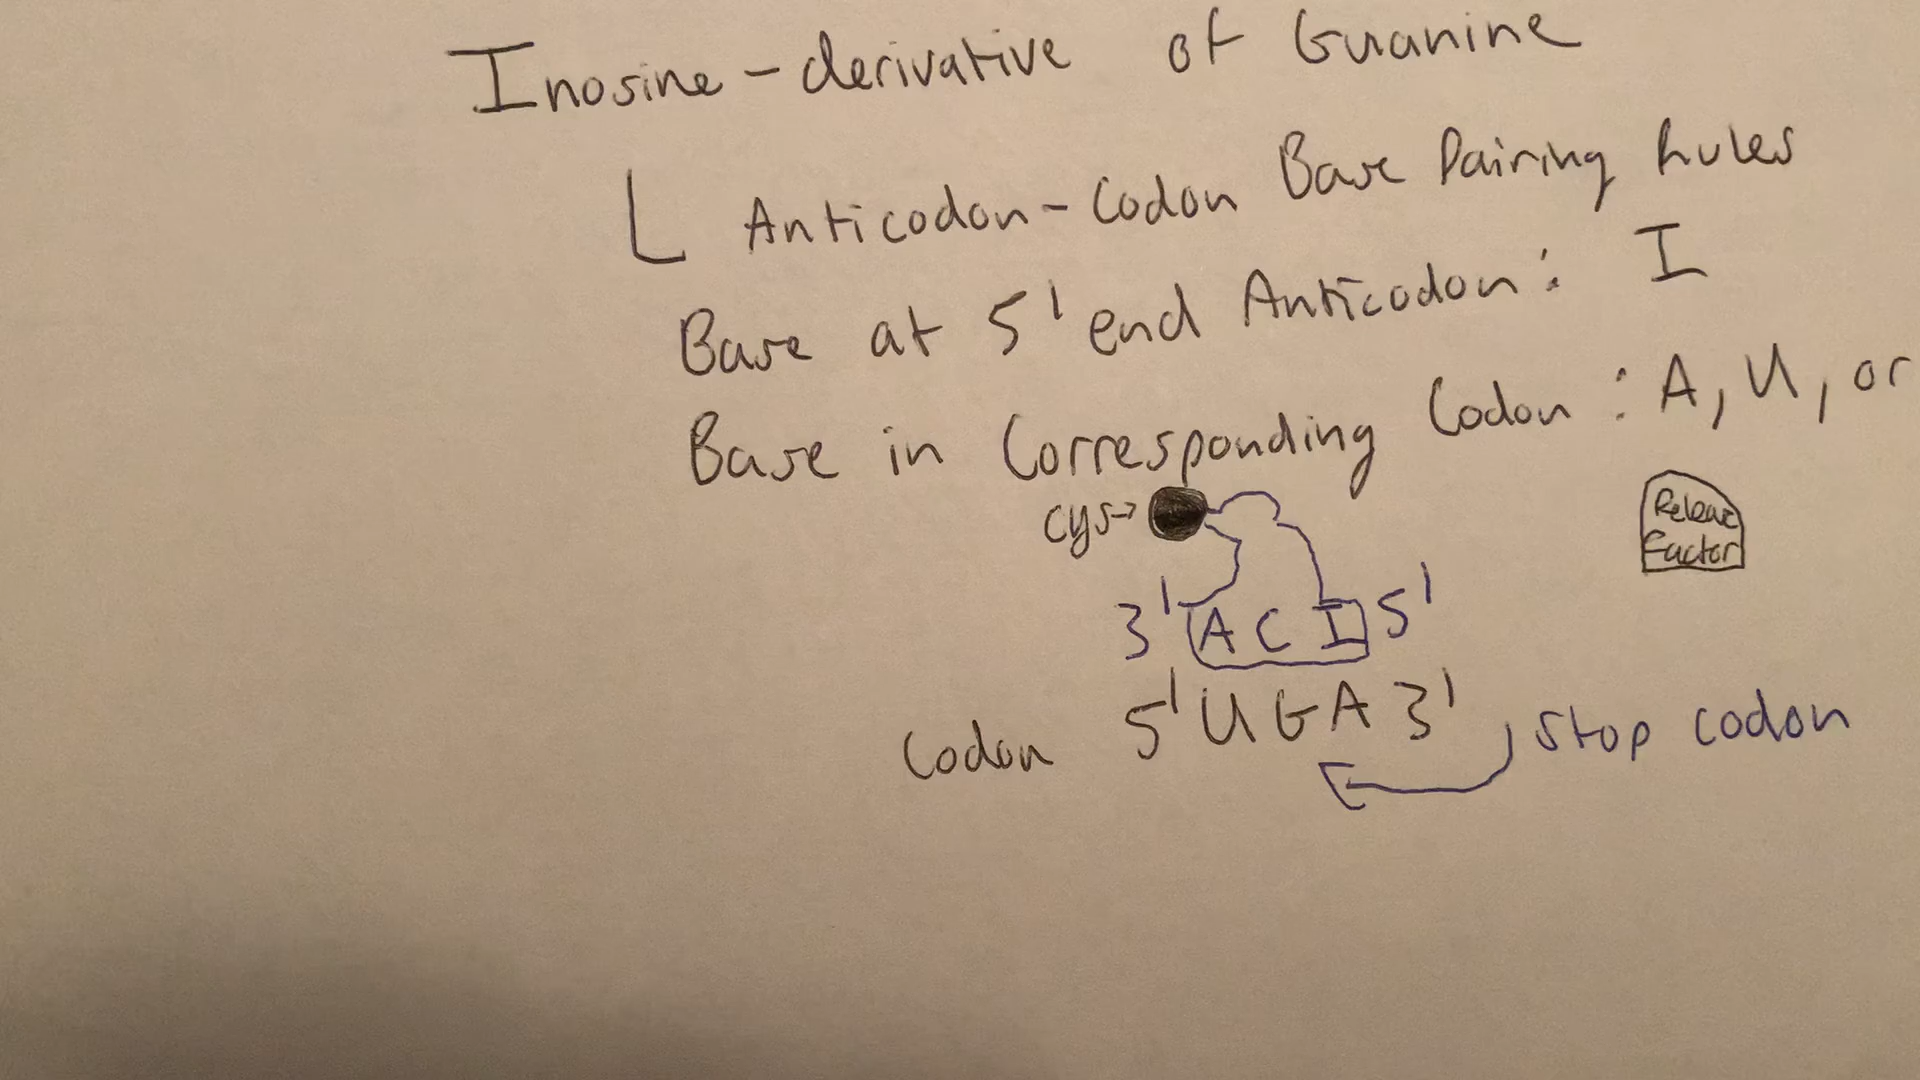 Inosine - derivative of Guanine
Anticodon - Codon Base Pairing Rules
Base at 5' end Anticodon: I
Base in Corresponding Codon: A, U, or
Cys→
Release
Factor
3' A C I 5'
Codon 5' U G A 3' stop codon